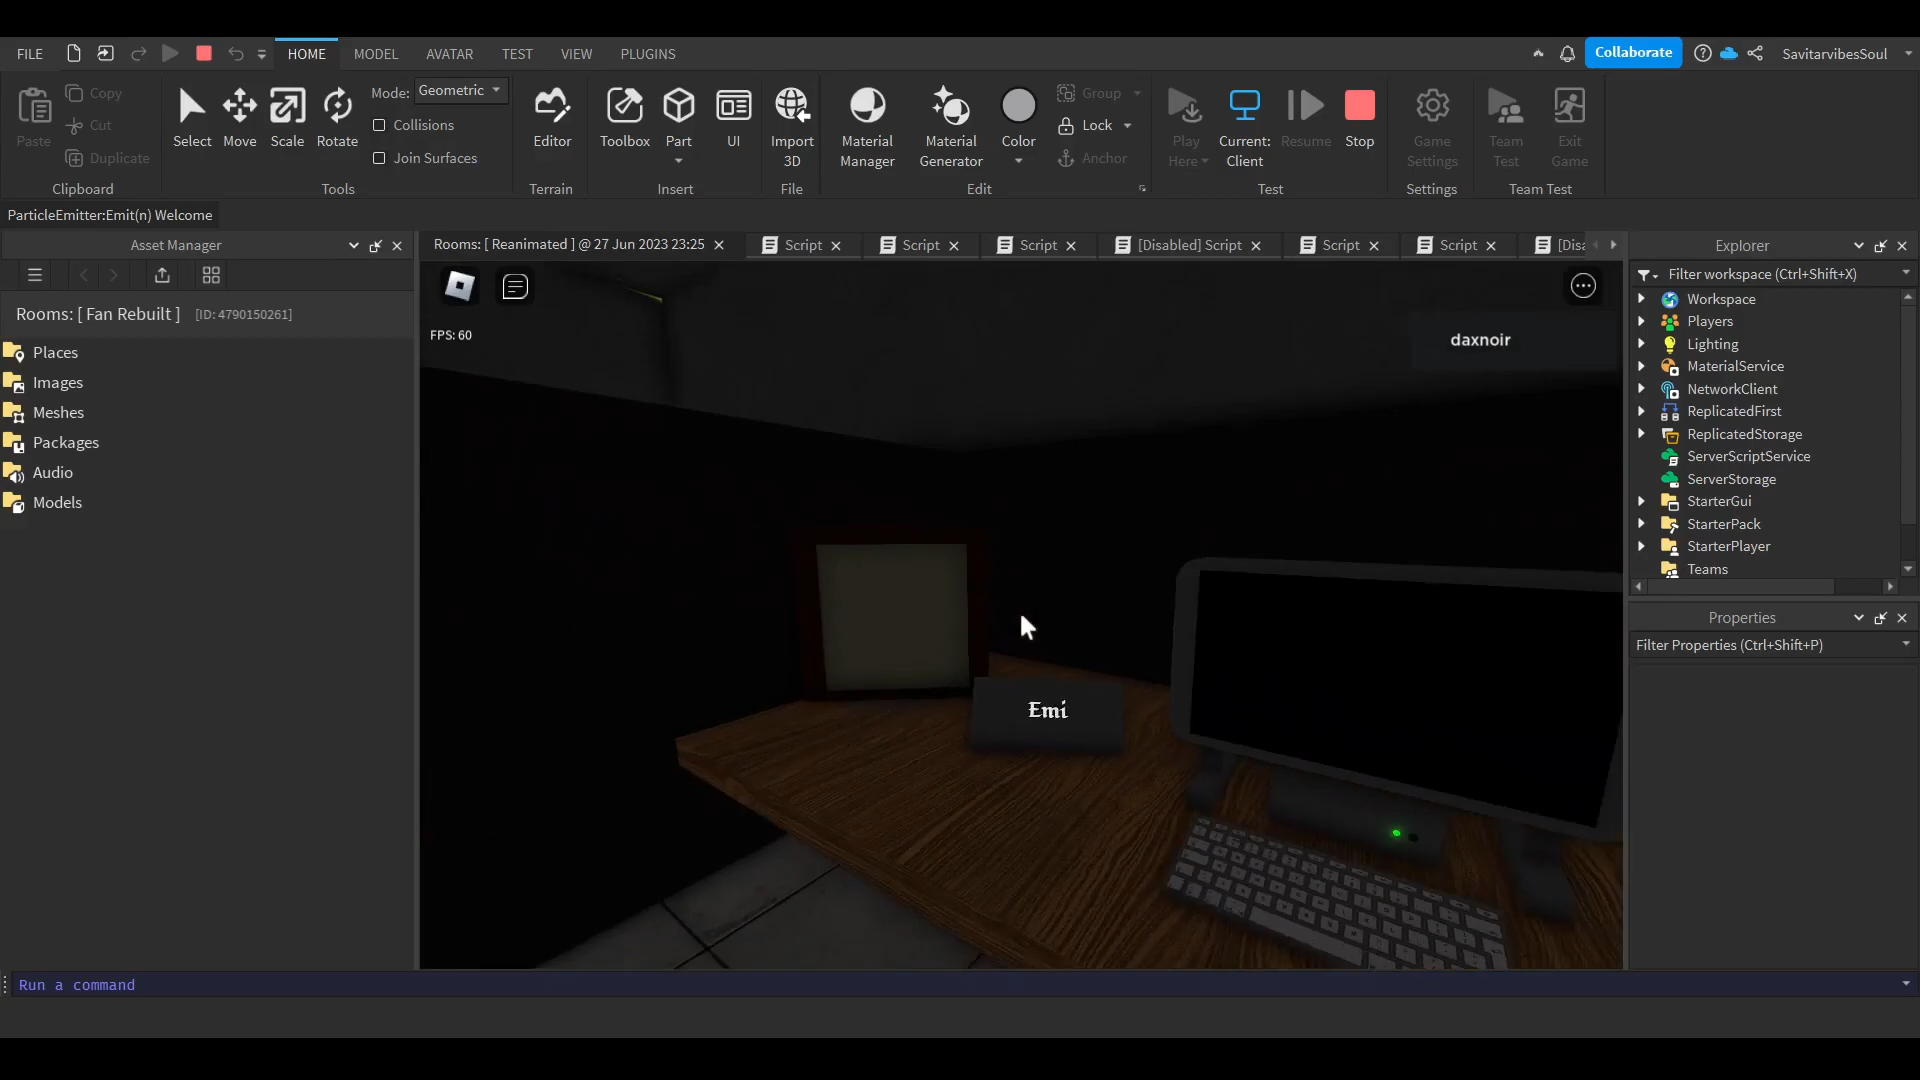 FILE HOME MODEL AVATAR TEST VIEW PLUGINS Collaborate SavitarvibesSoul
Paste Copy Cut Duplicate
Clipboard
Select Move Scale Rotate
Mode: Geometric
Collisions
Join Surfaces
Tools
Editor
Terrain
Toolbox Part UI
Insert
Import 3D
File
Material Manager Material Generator Color
Group
Lock
Anchor
Edit
Play Here Current: Client Resume Stop
Test
Game Settings
Settings
Team Test Exit Game
Team Test
ParticleEmitter:Emit(n) Welcome
Asset Manager
Rooms: [ Fan Rebuilt ] [ID: 4790150261]
Places
Images
Meshes
Packages
Audio
Models
Rooms: [ Reanimated ] @ 27 Jun 2023 23:25 Script Script Script [Disabled] Script Script Script [Disa
FPS: 60
daxnoir
Emi
Explorer
Filter workspace (Ctrl+Shift+X)
Workspace
Players
Lighting
MaterialService
NetworkClient
ReplicatedFirst
ReplicatedStorage
ServerScriptService
ServerStorage
StarterGui
StarterPack
StarterPlayer
Teams
Properties
Filter Properties (Ctrl+Shift+P)
Run a command